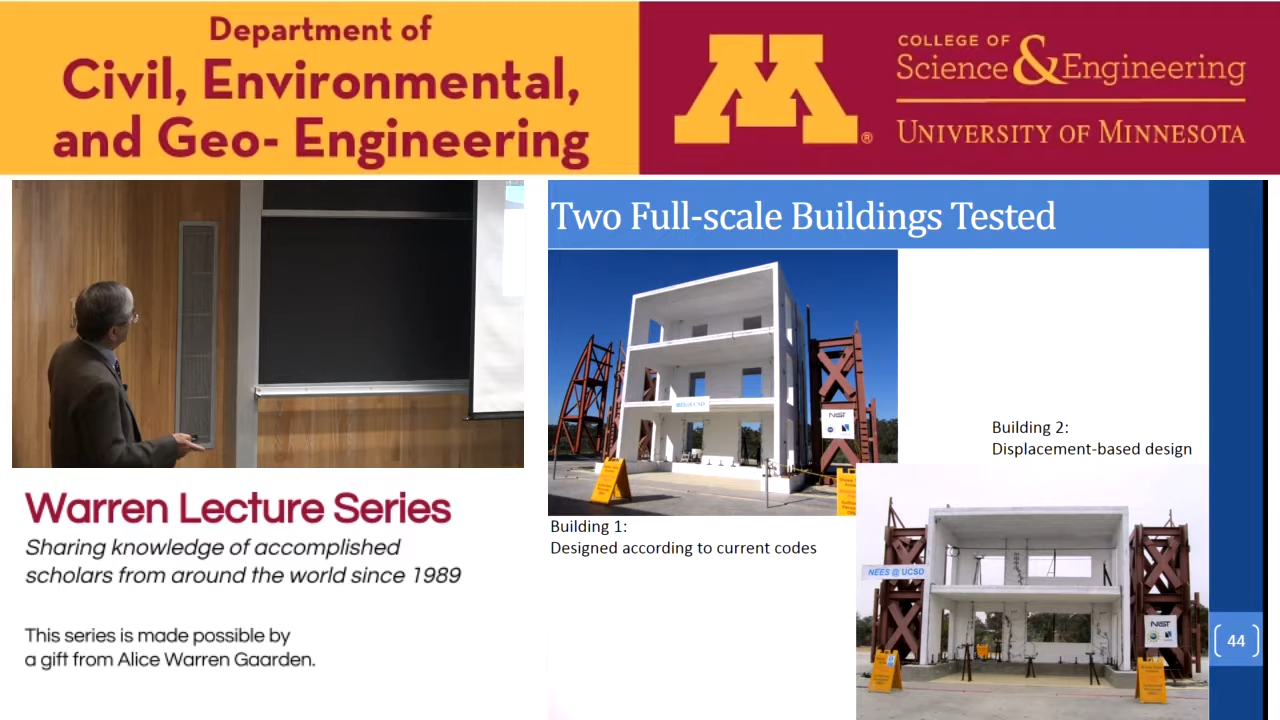 Department of
Civil, Environmental,
and Geo- Engineering
M®
COLLEGE OF
Science & Engineering
UNIVERSITY OF MINNESOTA
Two Full-scale Buildings Tested
NEES@UCSD
NIST
Building 1:
Designed according to current codes
Building 2:
Displacement-based design
NEES @ UCSD
NIST
44
Warren Lecture Series
Sharing knowledge of accomplished
scholars from around the world since 1989
This series is made possible by
a gift from Alice Warren Gaarden.